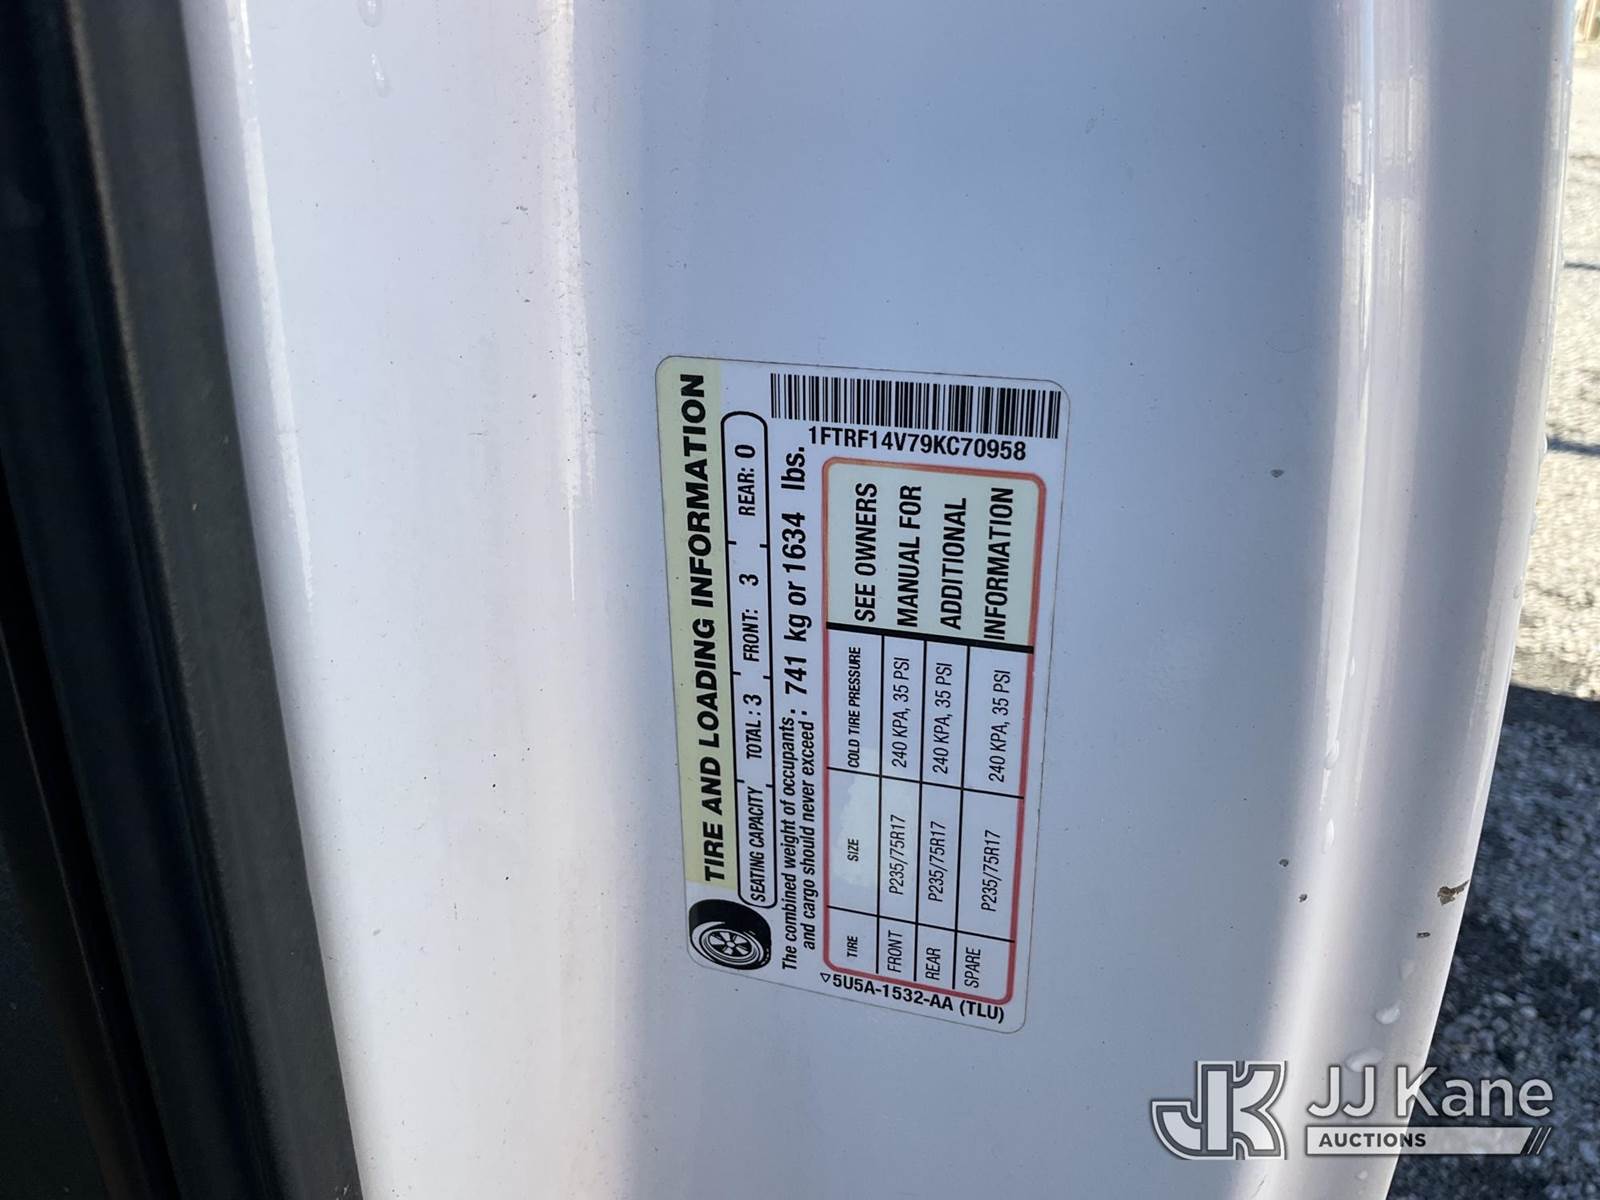 TIRE AND LOADING INFORMATION
SEATING CAPACITY TOTAL: 3 FRONT: 3 REAR: 0
The combined weight of occupants
and cargo should never exceed: 741 kg or 1634 lbs.
1FTRF14V79KC70958
TIRE SIZE COLD TIRE PRESSURE
FRONT P235/75R17 240 KPA, 35 PSI
REAR P235/75R17 240 KPA, 35 PSI
SPARE P235/75R17 240 KPA, 35 PSI
SEE OWNERS
MANUAL FOR
ADDITIONAL
INFORMATION
5U5A-1532-AA (TLU)
JK JJ Kane
AUCTIONS